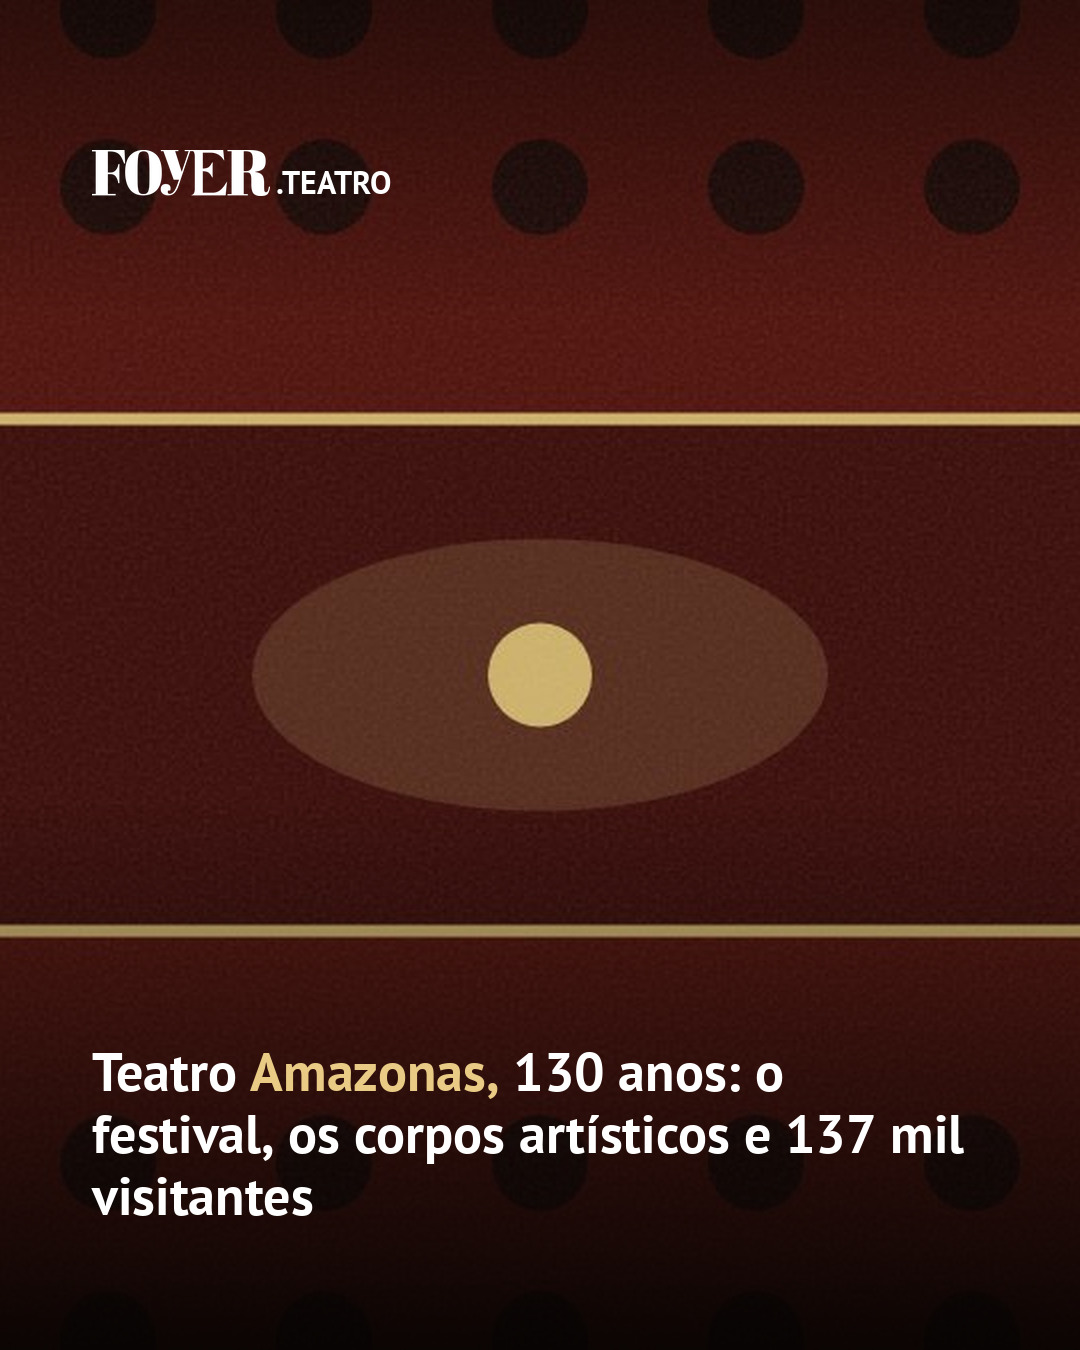 FOYER.TEATRO
Teatro Amazonas, 130 anos: o
festival, os corpos artísticos e 137 mil
visitantes